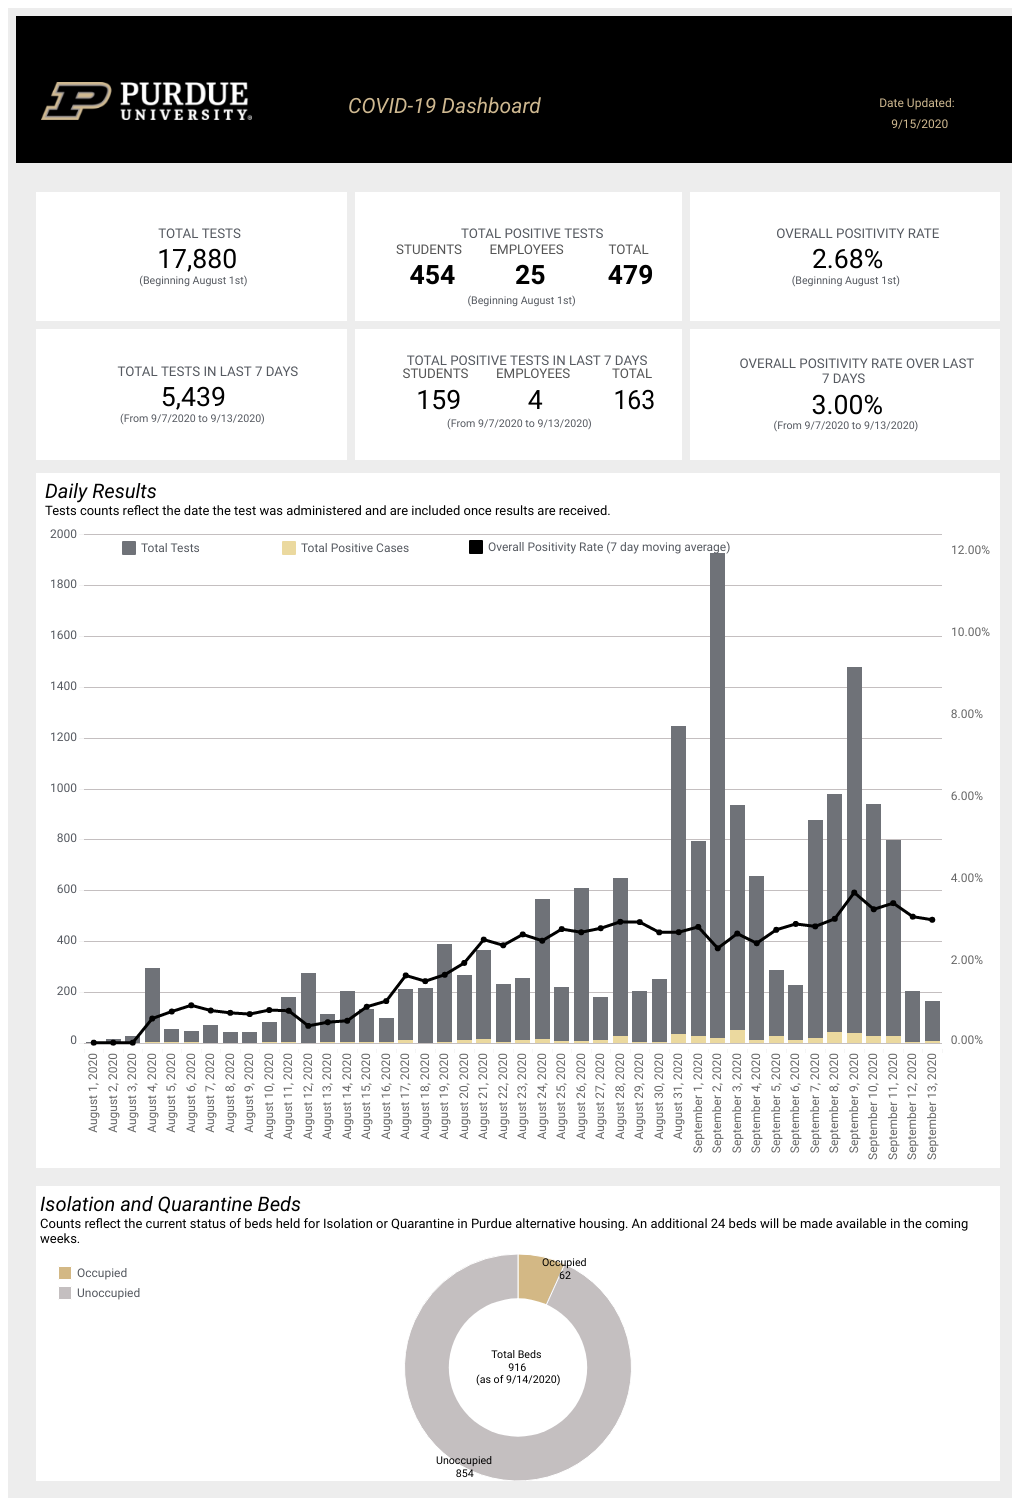 PURDUE
UNIVERSITY®
COVID-19 Dashboard
Date Updated:
9/15/2020
TOTAL TESTS
17,880
(Beginning August 1st)
TOTAL POSITIVE TESTS
STUDENTS EMPLOYEES TOTAL
454 25 479
(Beginning August 1st)
OVERALL POSITIVITY RATE
2.68%
(Beginning August 1st)
TOTAL TESTS IN LAST 7 DAYS
5,439
(From 9/7/2020 to 9/13/2020)
TOTAL POSITIVE TESTS IN LAST 7 DAYS
STUDENTS EMPLOYEES TOTAL
159 4 163
(From 9/7/2020 to 9/13/2020)
OVERALL POSITIVITY RATE OVER LAST
7 DAYS
3.00%
(From 9/7/2020 to 9/13/2020)
Daily Results
Tests counts reflect the date the test was administered and are included once results are received.
Total Tests
Total Positive Cases
Overall Positivity Rate (7 day moving average)
2000
1800
1600
1400
1200
1000
800
600
400
200
0
12.00%
10.00%
8.00%
6.00%
4.00%
2.00%
0.00%
August 1, 2020
August 2, 2020
August 3, 2020
August 4, 2020
August 5, 2020
August 6, 2020
August 7, 2020
August 8, 2020
August 9, 2020
August 10, 2020
August 11, 2020
August 12, 2020
August 13, 2020
August 14, 2020
August 15, 2020
August 16, 2020
August 17, 2020
August 18, 2020
August 19, 2020
August 20, 2020
August 21, 2020
August 22, 2020
August 23, 2020
August 24, 2020
August 25, 2020
August 26, 2020
August 27, 2020
August 28, 2020
August 29, 2020
August 30, 2020
August 31, 2020
September 1, 2020
September 2, 2020
September 3, 2020
September 4, 2020
September 5, 2020
September 6, 2020
September 7, 2020
September 8, 2020
September 9, 2020
September 10, 2020
September 11, 2020
September 12, 2020
September 13, 2020
Isolation and Quarantine Beds
Counts reflect the current status of beds held for Isolation or Quarantine in Purdue alternative housing. An additional 24 beds will be made available in the coming
weeks.
Occupied
Unoccupied
Occupied
62
Total Beds
916
(as of 9/14/2020)
Unoccupied
854